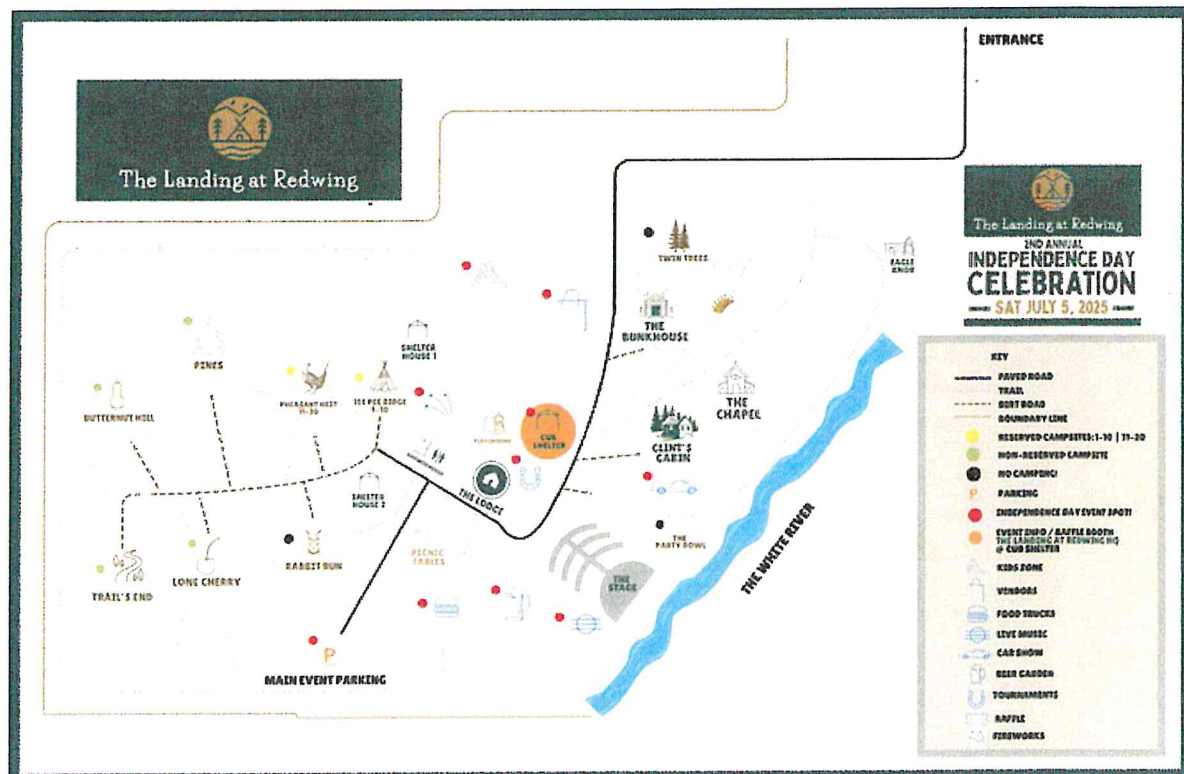 ENTRANCE
The Landing at Redwing
The Landing at Redwing
2ND ANNUAL
INDEPENDENCE DAY
CELEBRATION
SAT JULY 5, 2025
TWIN TREES
EAGLE
KNOB
THE
BUNKHOUSE
SHELTER
HOUSE 1
PINES
PHEASANT NEST
11-20
TEE PEE RIDGE
1-10
BUTTERNUT HILL
THE
CHAPEL
PLAYGROUND
CUB
SHELTER
CLINT'S
CABIN
THE LODGE
SHELTER
HOUSE 2
THE
PARTY BOWL
THE WHITE RIVER
PICNIC
TABLES
THE
STAGE
RABBIT RUN
LONE CHERRY
TRAIL'S END
P
MAIN EVENT PARKING
KEY
PAVED ROAD
TRAIL
DIRT ROAD
BOUNDARY LINE
RESERVED CAMPSITES: 1-10 | 11-20
NON-RESERVED CAMPSITE
NO CAMPING!
P PARKING
INDEPENDENCE DAY EVENT SPOT!
EVENT INFO / RAFFLE BOOTH
THE LANDING AT REDWING HQ
@ CUB SHELTER
KIDS ZONE
VENDORS
FOOD TRUCKS
LIVE MUSIC
CAR SHOW
BEER GARDEN
TOURNAMENTS
RAFFLE
FIREWORKS